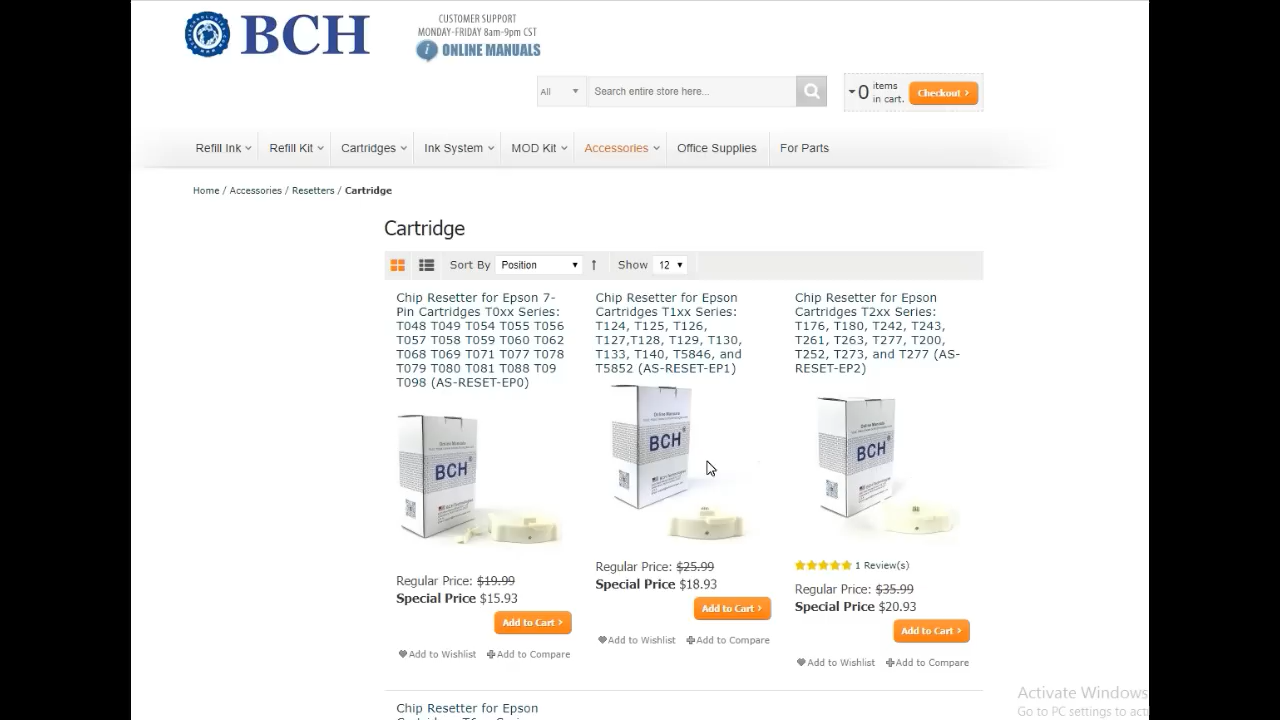 BCH
CUSTOMER SUPPORT
MONDAY-FRIDAY 8am-9pm CST
ONLINE MANUALS
All
Search entire store here...
0 items in cart.
Checkout >
Refill Ink
Refill Kit
Cartridges
Ink System
MOD Kit
Accessories
Office Supplies
For Parts
Home / Accessories / Resetters / Cartridge
Cartridge
Sort By Position Show 12
Chip Resetter for Epson 7-
Pin Cartridges T0xx Series:
T048 T049 T054 T055 T056
T057 T058 T059 T060 T062
T068 T069 T071 T077 T078
T079 T080 T081 T088 T09
T098 (AS-RESET-EP0)
BCH
Regular Price: $19.99
Special Price $15.93
Add to Cart >
Add to Wishlist
Add to Compare
Chip Resetter for Epson
Cartridges T1xx Series:
T124, T125, T126,
T127,T128, T129, T130,
T133, T140, T5846, and
T5852 (AS-RESET-EP1)
BCH
Regular Price: $25.99
Special Price $18.93
Add to Cart >
Add to Wishlist
Add to Compare
Chip Resetter for Epson
Cartridges T2xx Series:
T176, T180, T242, T243,
T261, T263, T277, T200,
T252, T273, and T277 (AS-
RESET-EP2)
BCH
1 Review(s)
Regular Price: $35.99
Special Price $20.93
Add to Cart >
Add to Wishlist
Add to Compare
Chip Resetter for Epson
Activate Windows
Go to PC settings to acti